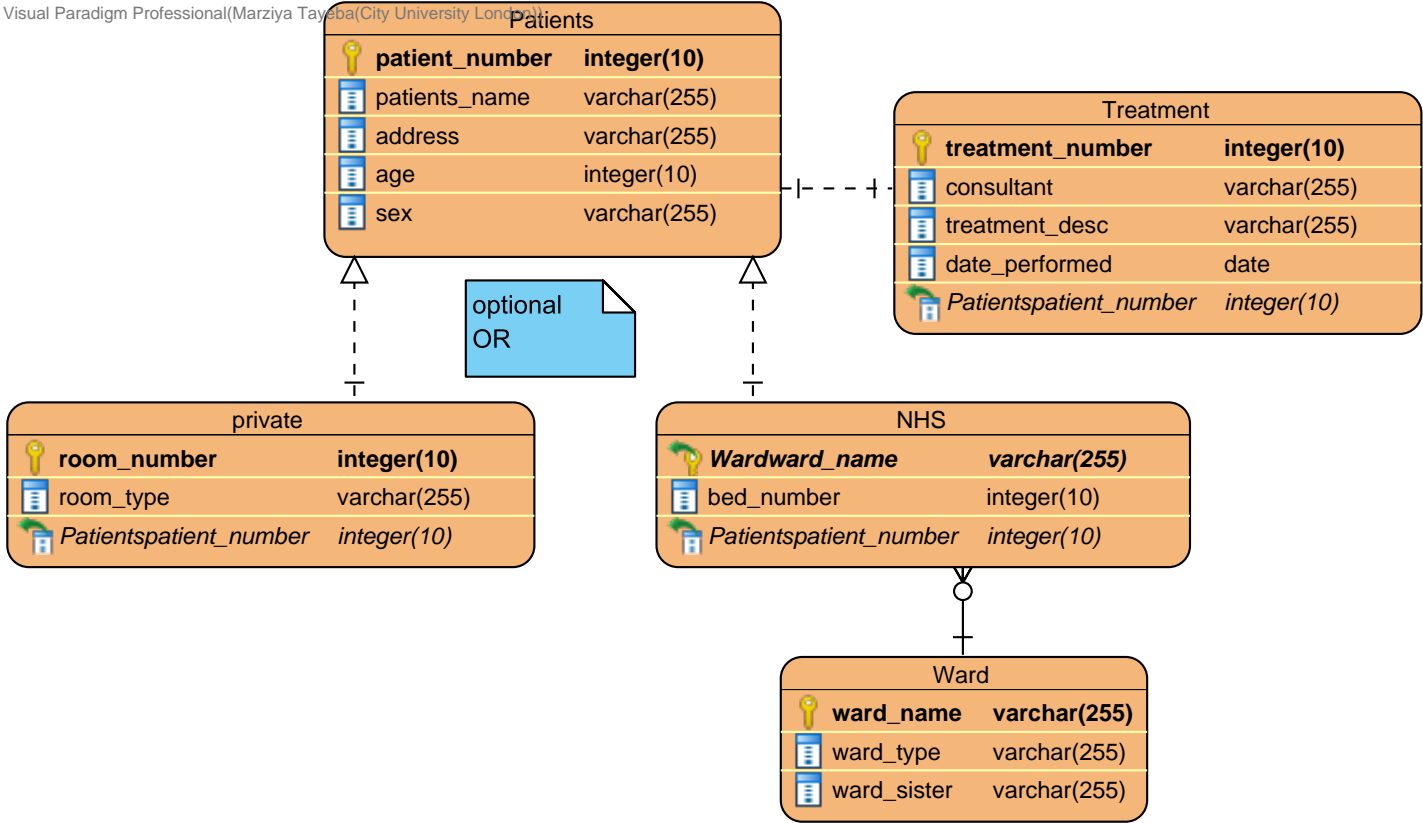 Visual Paradigm Professional(Marziya Tayeba(City University London))
Patients
patient_number integer(10)
patients_name varchar(255)
address varchar(255)
age integer(10)
sex varchar(255)
Treatment
treatment_number integer(10)
consultant varchar(255)
treatment_desc varchar(255)
date_performed date
Patientspatient_number integer(10)
optional
OR
private
room_number integer(10)
room_type varchar(255)
Patientspatient_number integer(10)
NHS
Wardward_name varchar(255)
bed_number integer(10)
Patientspatient_number integer(10)
Ward
ward_name varchar(255)
ward_type varchar(255)
ward_sister varchar(255)